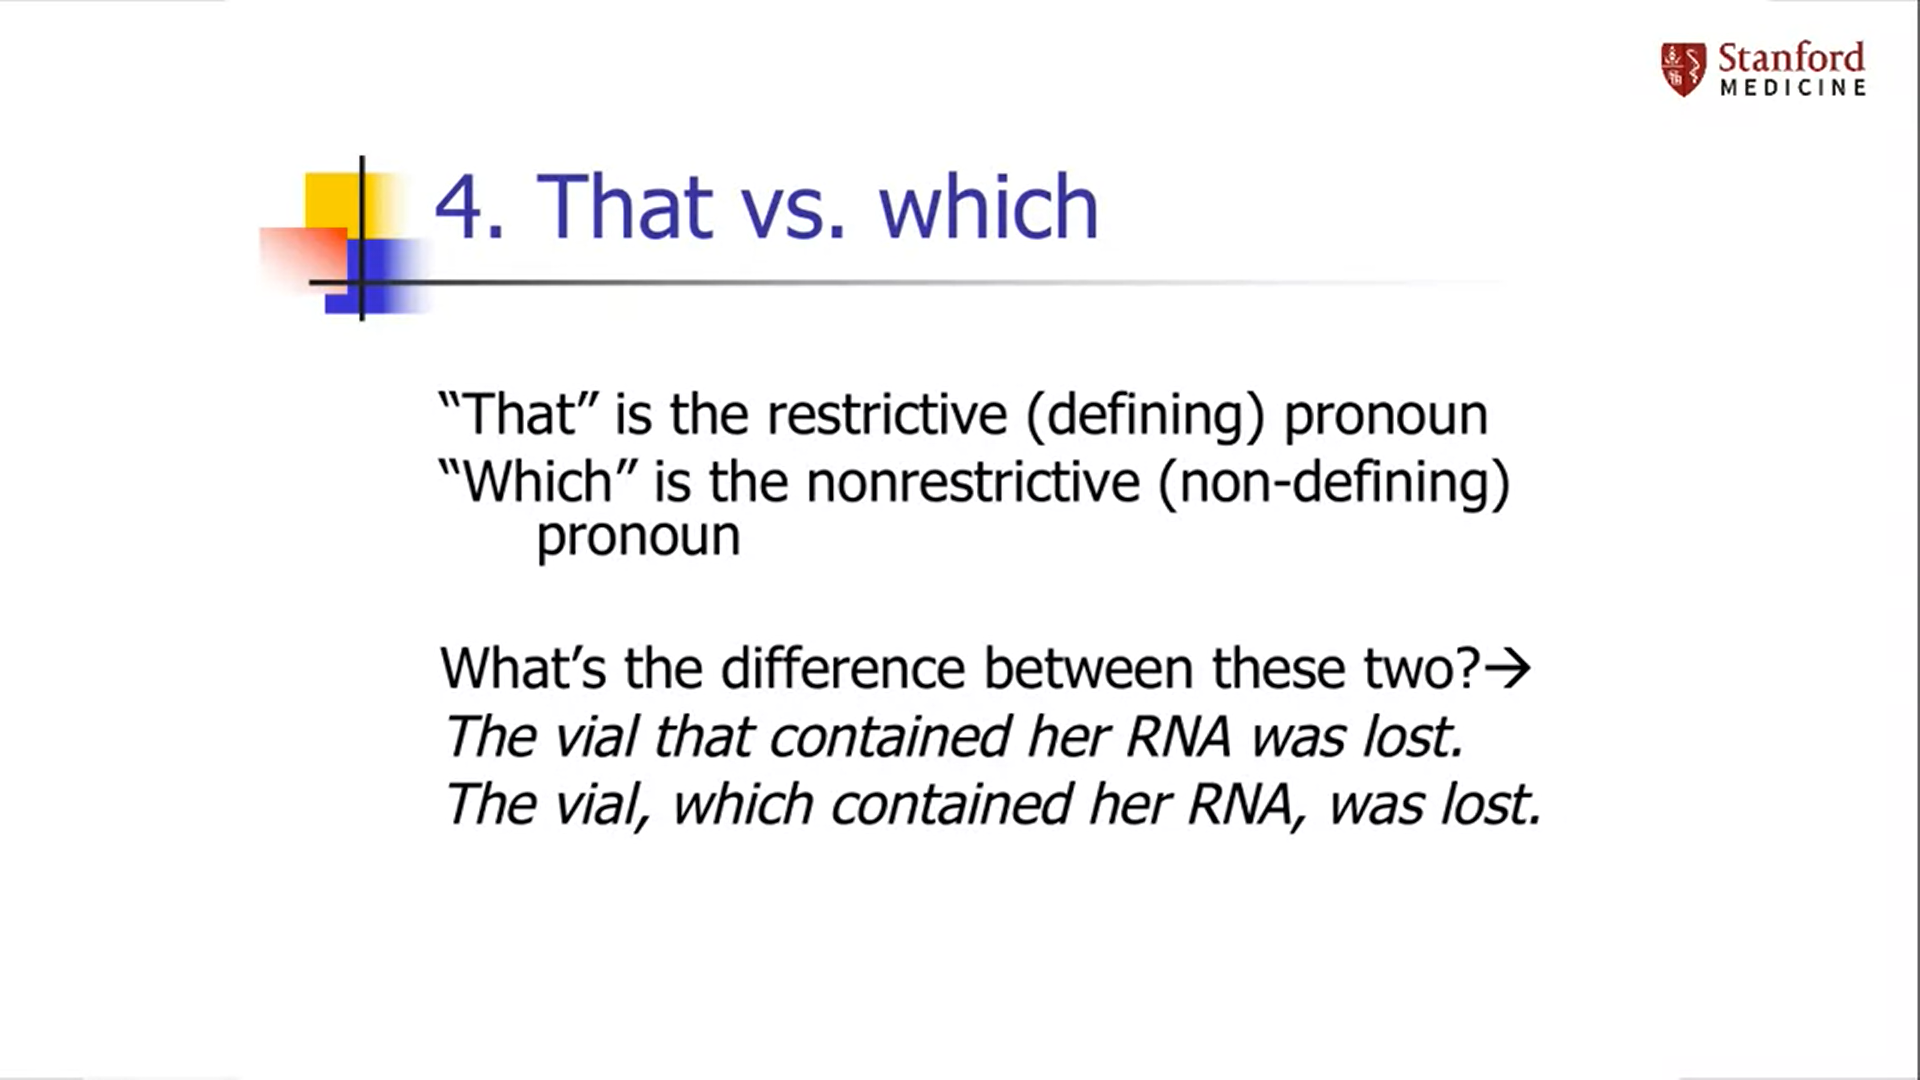 Stanford
MEDICINE
4. That vs. which
“That” is the restrictive (defining) pronoun
“Which” is the nonrestrictive (non-defining)
pronoun
What’s the difference between these two?→
The vial that contained her RNA was lost.
The vial, which contained her RNA, was lost.